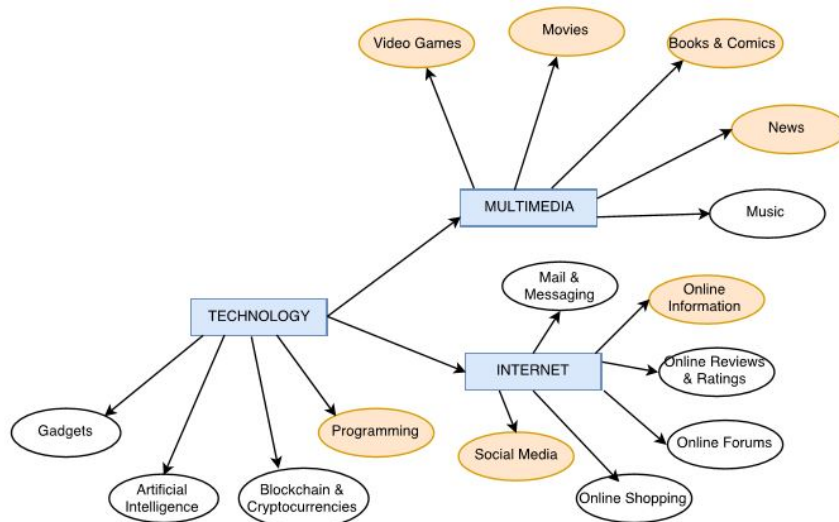 Movies
Video Games
Books & Comics
News
MULTIMEDIA
Music
Mail &
Messaging
Online
Information
TECHNOLOGY
INTERNET
Online Reviews
& Ratings
Gadgets
Programming
Social Media
Online Forums
Artificial
Intelligence
Blockchain &
Cryptocurrencies
Online Shopping